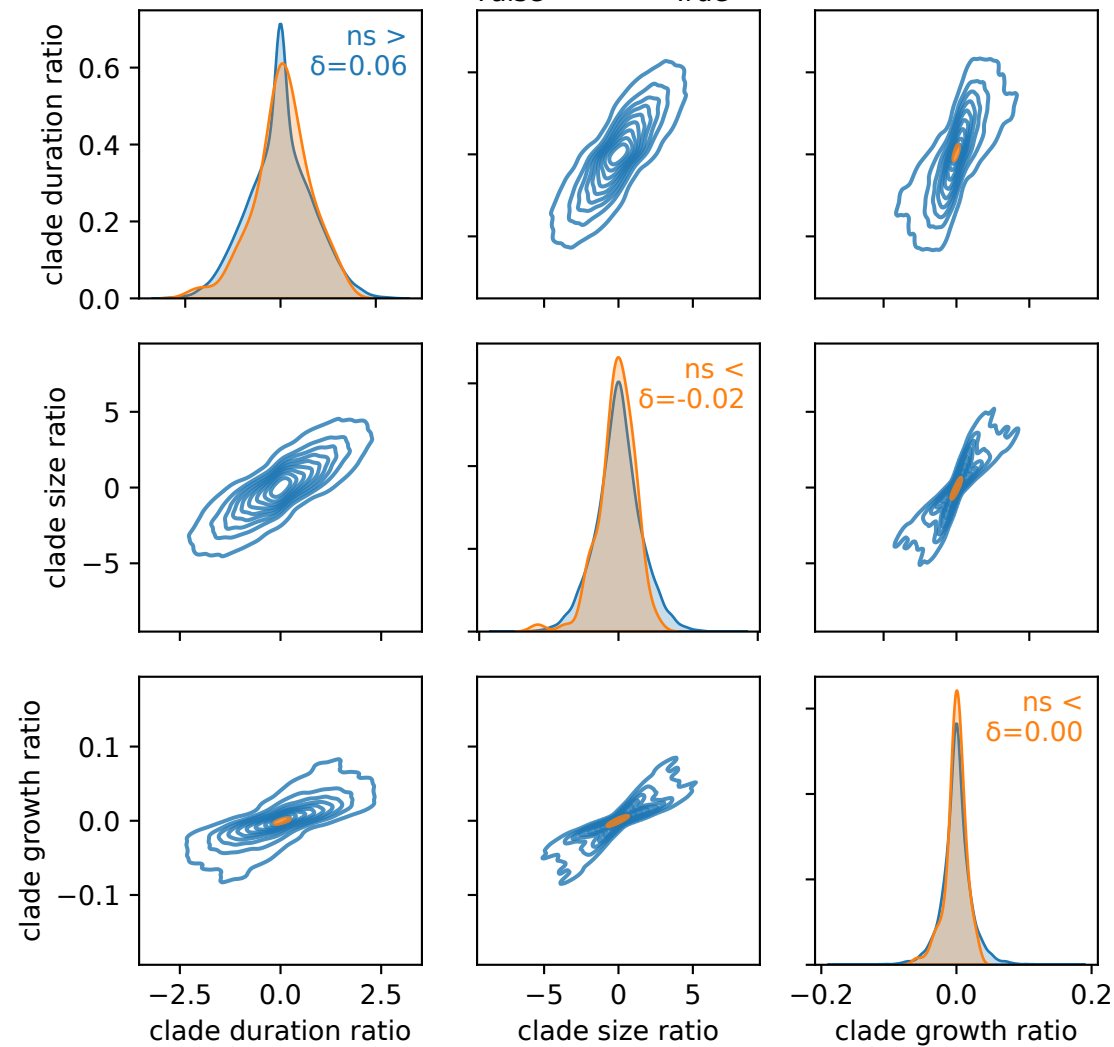 ns >
δ=0.06
clade duration ratio
0.6
0.4
0.2
0.0
ns <
δ=-0.02
clade size ratio
5
0
−5
ns <
δ=0.00
clade growth ratio
0.1
0.0
−0.1
−2.5 0.0 2.5
−5 0 5
−0.2 0.0 0.2
clade duration ratio
clade size ratio
clade growth ratio